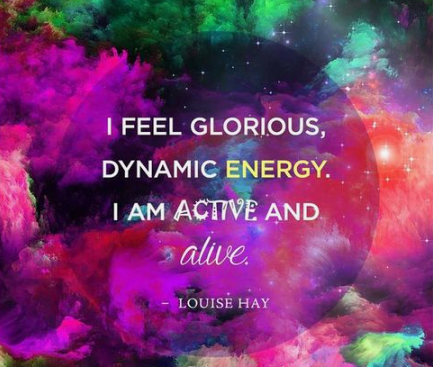 I FEEL GLORIOUS,
DYNAMIC ENERGY.
I AM ACTIVE AND
alive.
– LOUISE HAY